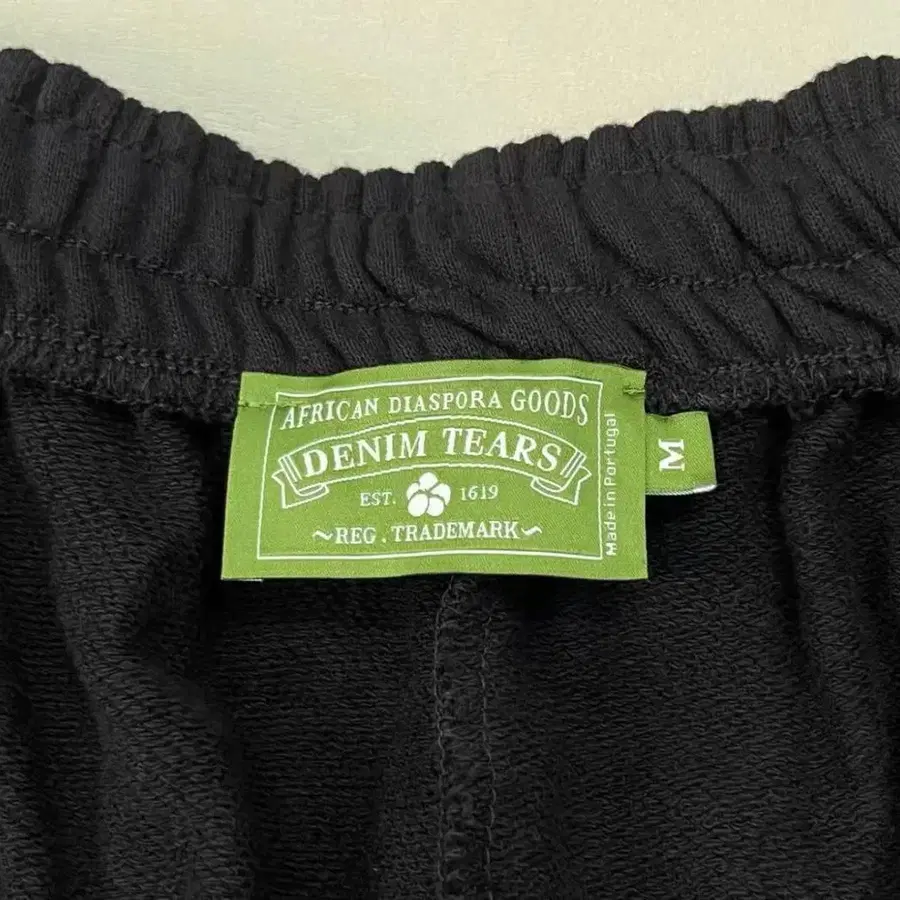 AFRICAN DIASPORA GOODS
DENIM TEARS
EST. 1619
~REG. TRADEMARK~
Made in Portugal
M